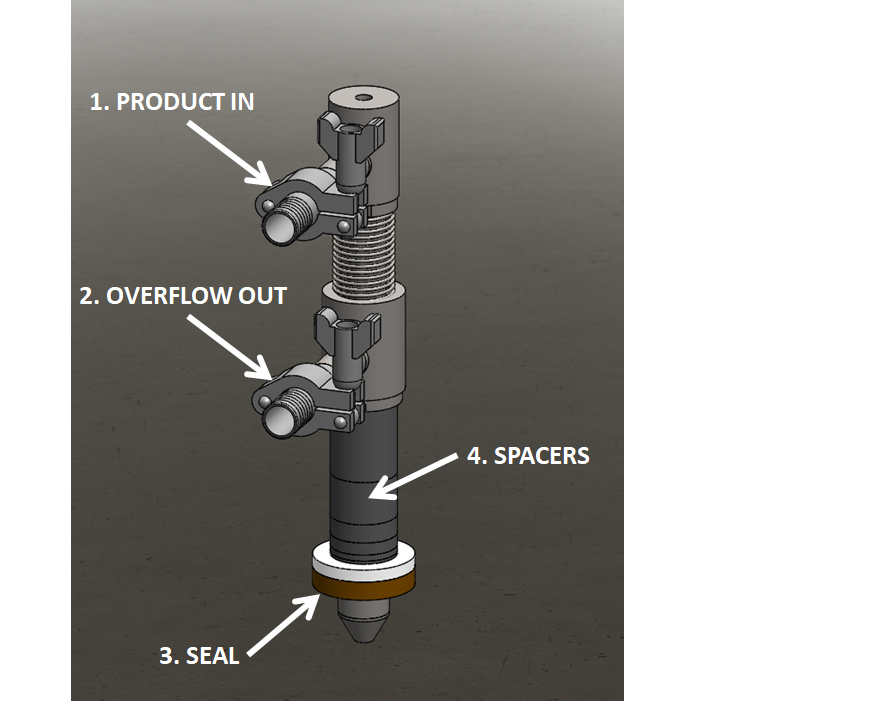 1. PRODUCT IN
2. OVERFLOW OUT
4. SPACERS
3. SEAL